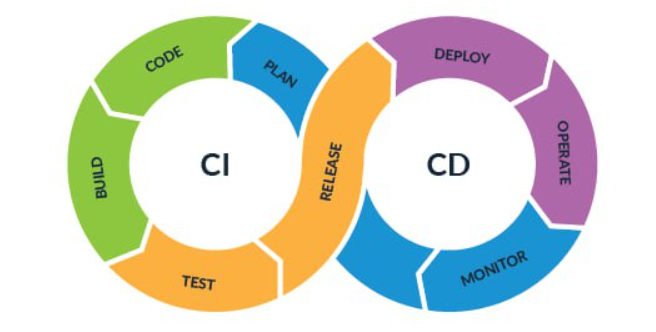 CODE
PLAN
BUILD
CI
TEST
RELEASE
DEPLOY
OPERATE
CD
MONITOR